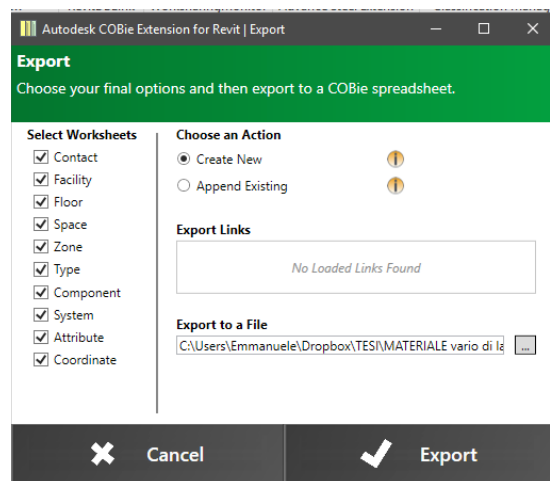 Autodesk COBie Extension for Revit | Export
Export
Choose your final options and then export to a COBie spreadsheet.
Select Worksheets
Contact
Facility
Floor
Space
Zone
Type
Component
System
Attribute
Coordinate
Choose an Action
Create New
Append Existing
Export Links
No Loaded Links Found
Export to a File
C:\Users\Emmanuele\Dropbox\TESI\MATERIALE vario di la
...
Cancel
Export